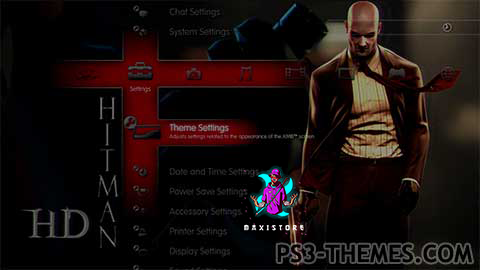 Chat Settings
System Settings
Settings
Theme Settings
Adjusts settings related to the appearance of the XMB™ screen
Date and Time Settings
Power Save Settings
Accessory Settings
Printer Settings
Display Settings
HITMAN
HD
MAXISTORE
PS3-THEMES.COM